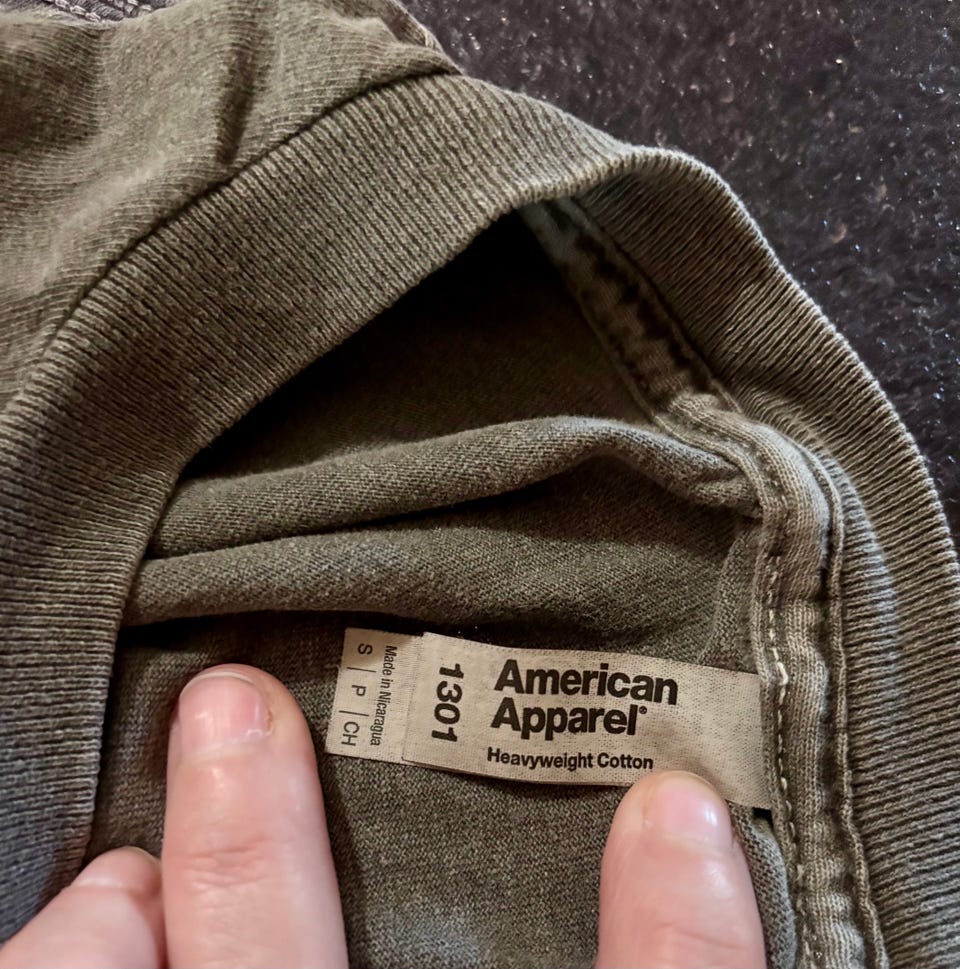 American
Apparel®
Heavyweight Cotton
1301
Made in Nicaragua
S | P | CH